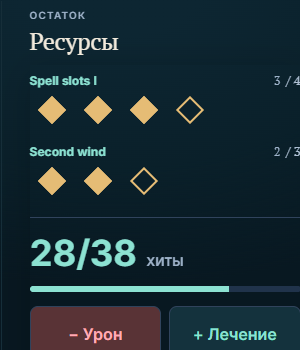 ОСТАТОК
Ресурсы
Spell slots I 3 / 4
Second wind 2 / 3
28/38 хиты
– Урон + Лечение